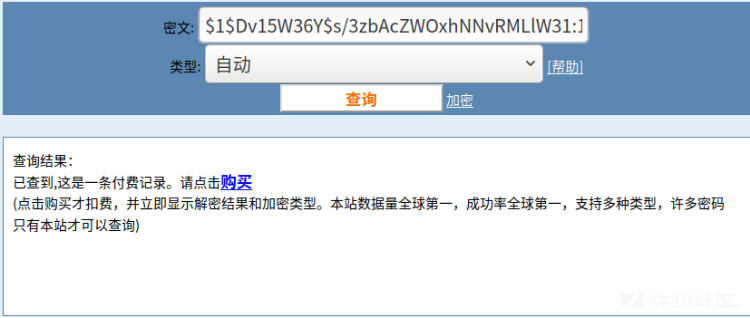 密文: $1$Dv15W36Y$s/3zbAcZWOxhNNvRMLlW31:1
类型: 自动 [帮助]
查询 加密
查询结果：
已查到,这是一条付费记录。请点击购买
(点击购买才扣费，并立即显示解密结果和加密类型。本站数据量全球第一，成功率全球第一，支持多种类型，许多密码
只有本站才可以查询)
先知社区